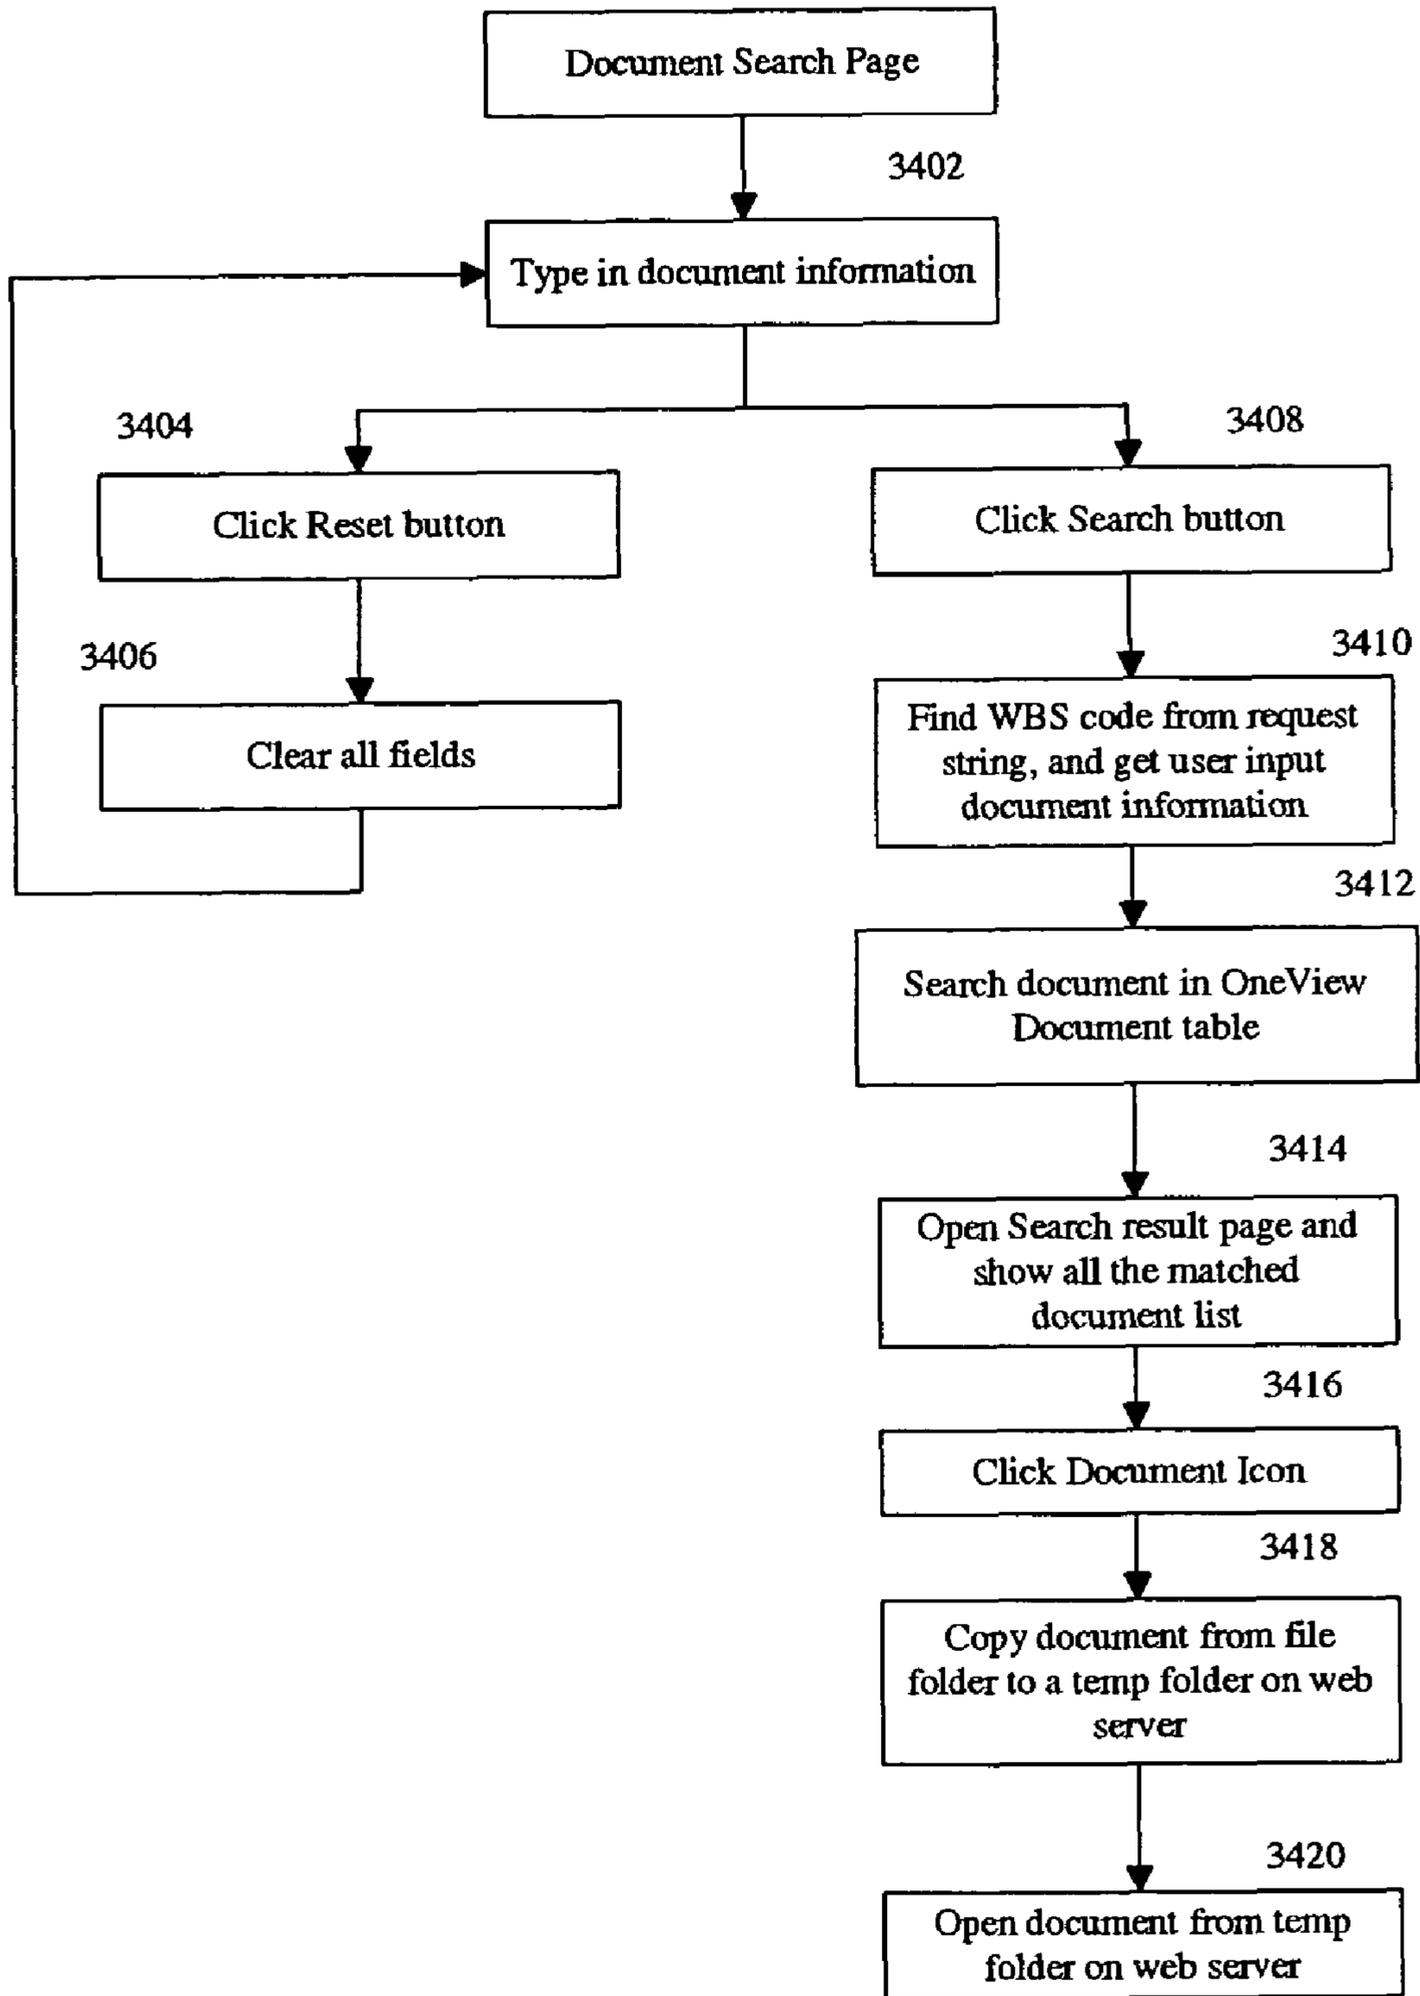 Document Search Page
3402
Type in document information
3404
3408
Click Reset button
Click Search button
3406
3410
Clear all fields
Find WBS code from request
string, and get user input
document information
3412
Search document in OneView
Document table
3414
Open Search result page and
show all the matched
document list
3416
Click Document Icon
3418
Copy document from file
folder to a temp folder on web
server
3420
Open document from temp
folder on web server